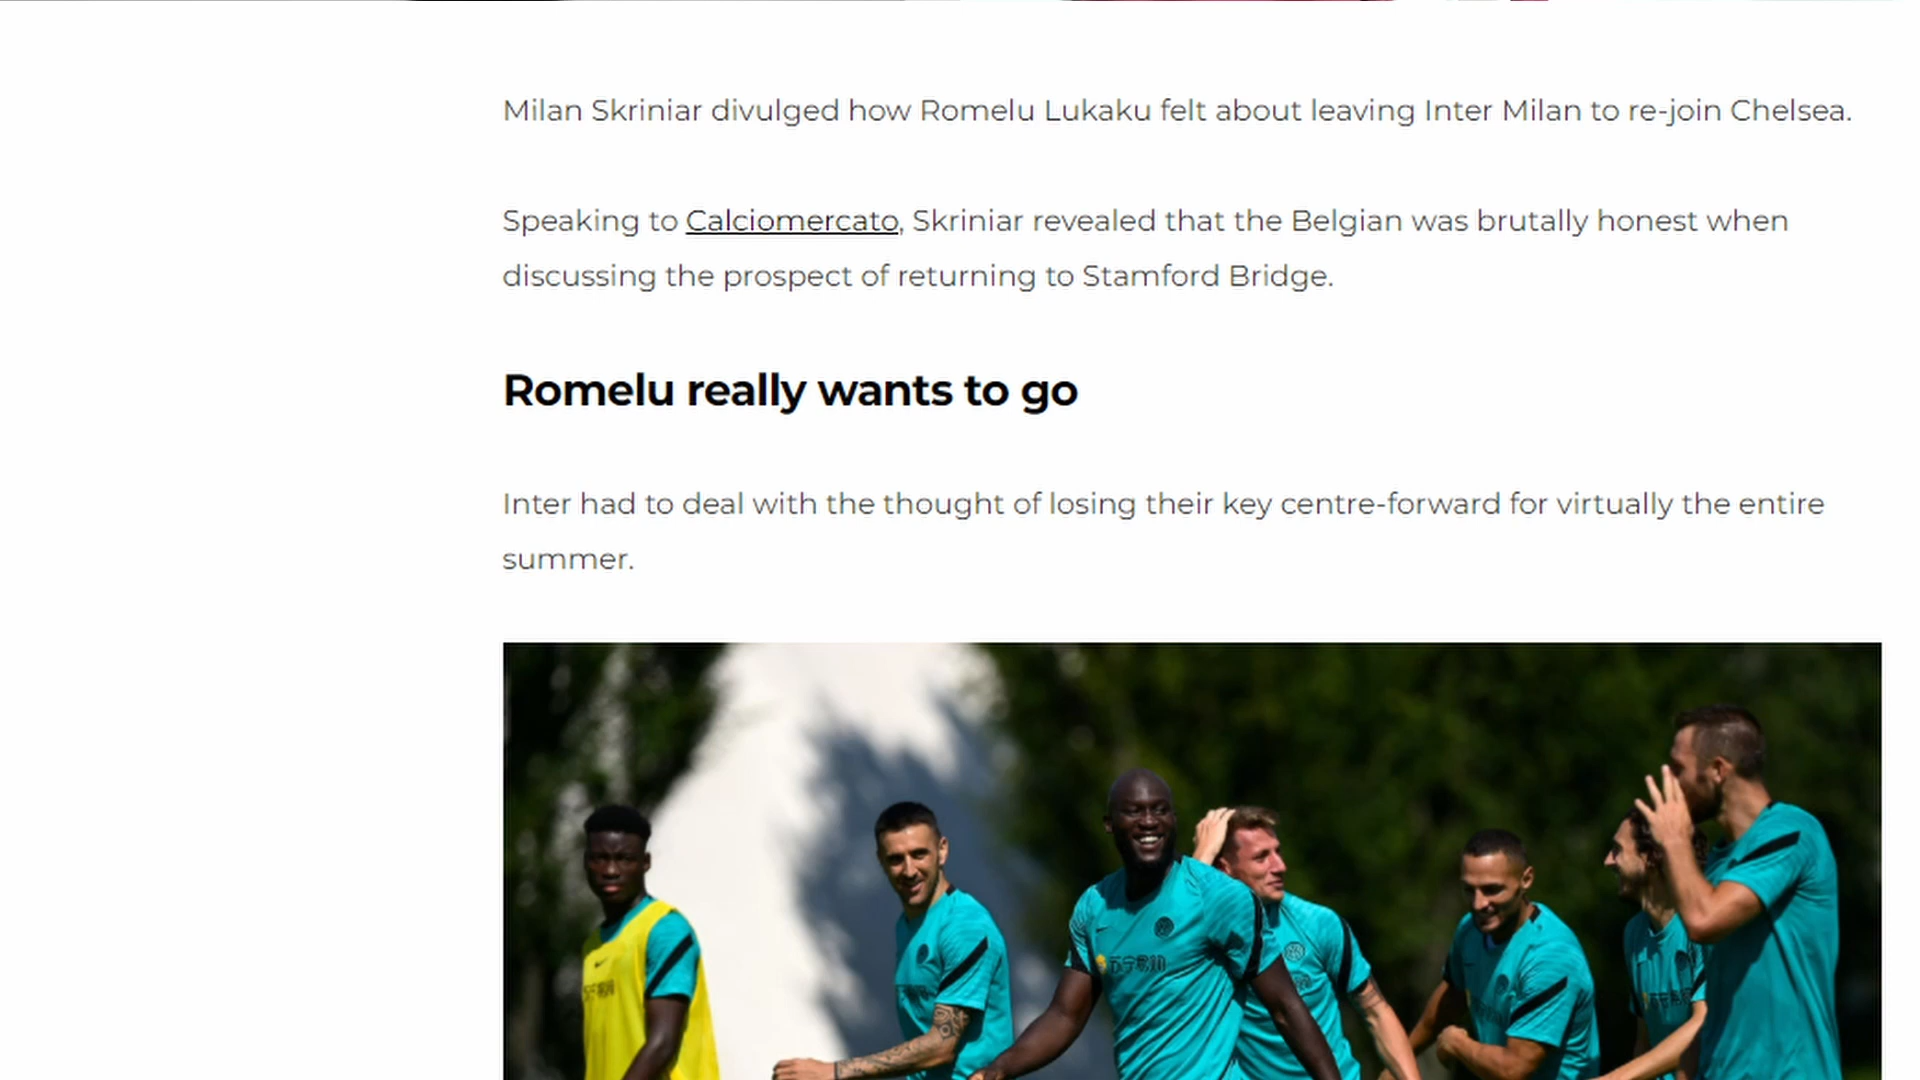 Milan Skriniar divulged how Romelu Lukaku felt about leaving Inter Milan to re-join Chelsea.
Speaking to Calciomercato, Skriniar revealed that the Belgian was brutally honest when
discussing the prospect of returning to Stamford Bridge.
Romelu really wants to go
Inter had to deal with the thought of losing their key centre-forward for virtually the entire
summer.